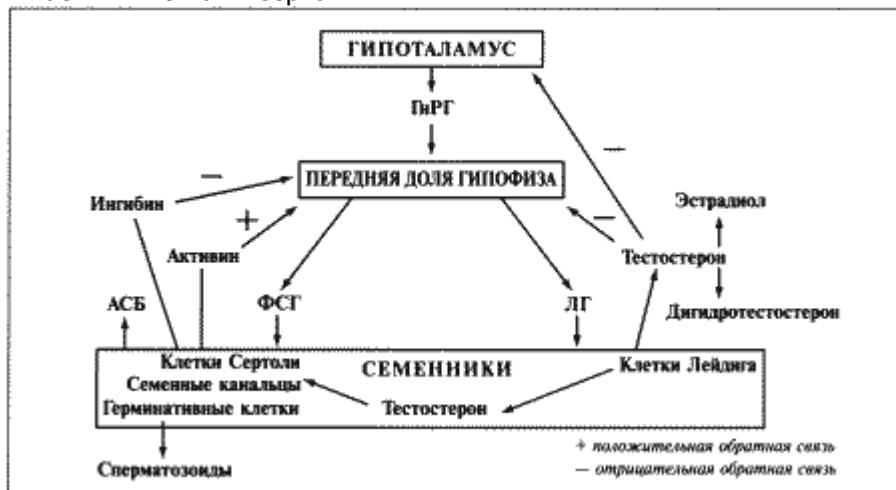 ГИПОТАЛАМУС
ГнРГ
ПЕРЕДНЯЯ ДОЛЯ ГИПОФИЗА
Ингибин
−
+
Активин
−
−
Эстрадиол
Тестостерон
Дигидротестостерон
АСБ
ФСГ
ЛГ
Клетки Сертоли
Семенные канальцы
Герминативные клетки
СЕМЕННИКИ
Тестостерон
Клетки Лейдига
Сперматозоиды
+ положительная обратная связь
− отрицательная обратная связь